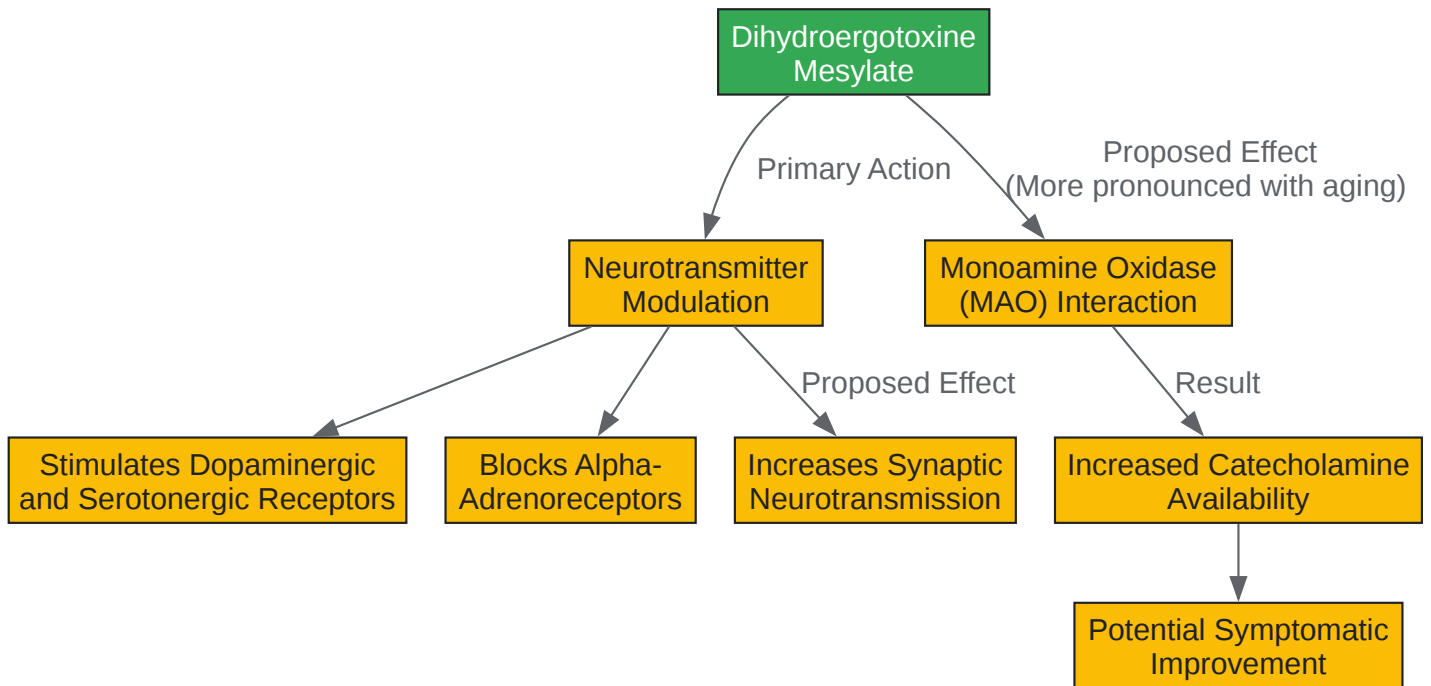 Dihydroergotoxine
Mesylate
Primary Action
Proposed Effect
(More pronounced with aging)
Neurotransmitter
Modulation
Monoamine Oxidase
(MAO) Interaction
Proposed Effect
Result
Stimulates Dopaminergic
and Serotonergic Receptors
Blocks Alpha-
Adrenoreceptors
Increases Synaptic
Neurotransmission
Increased Catecholamine
Availability
Potential Symptomatic
Improvement